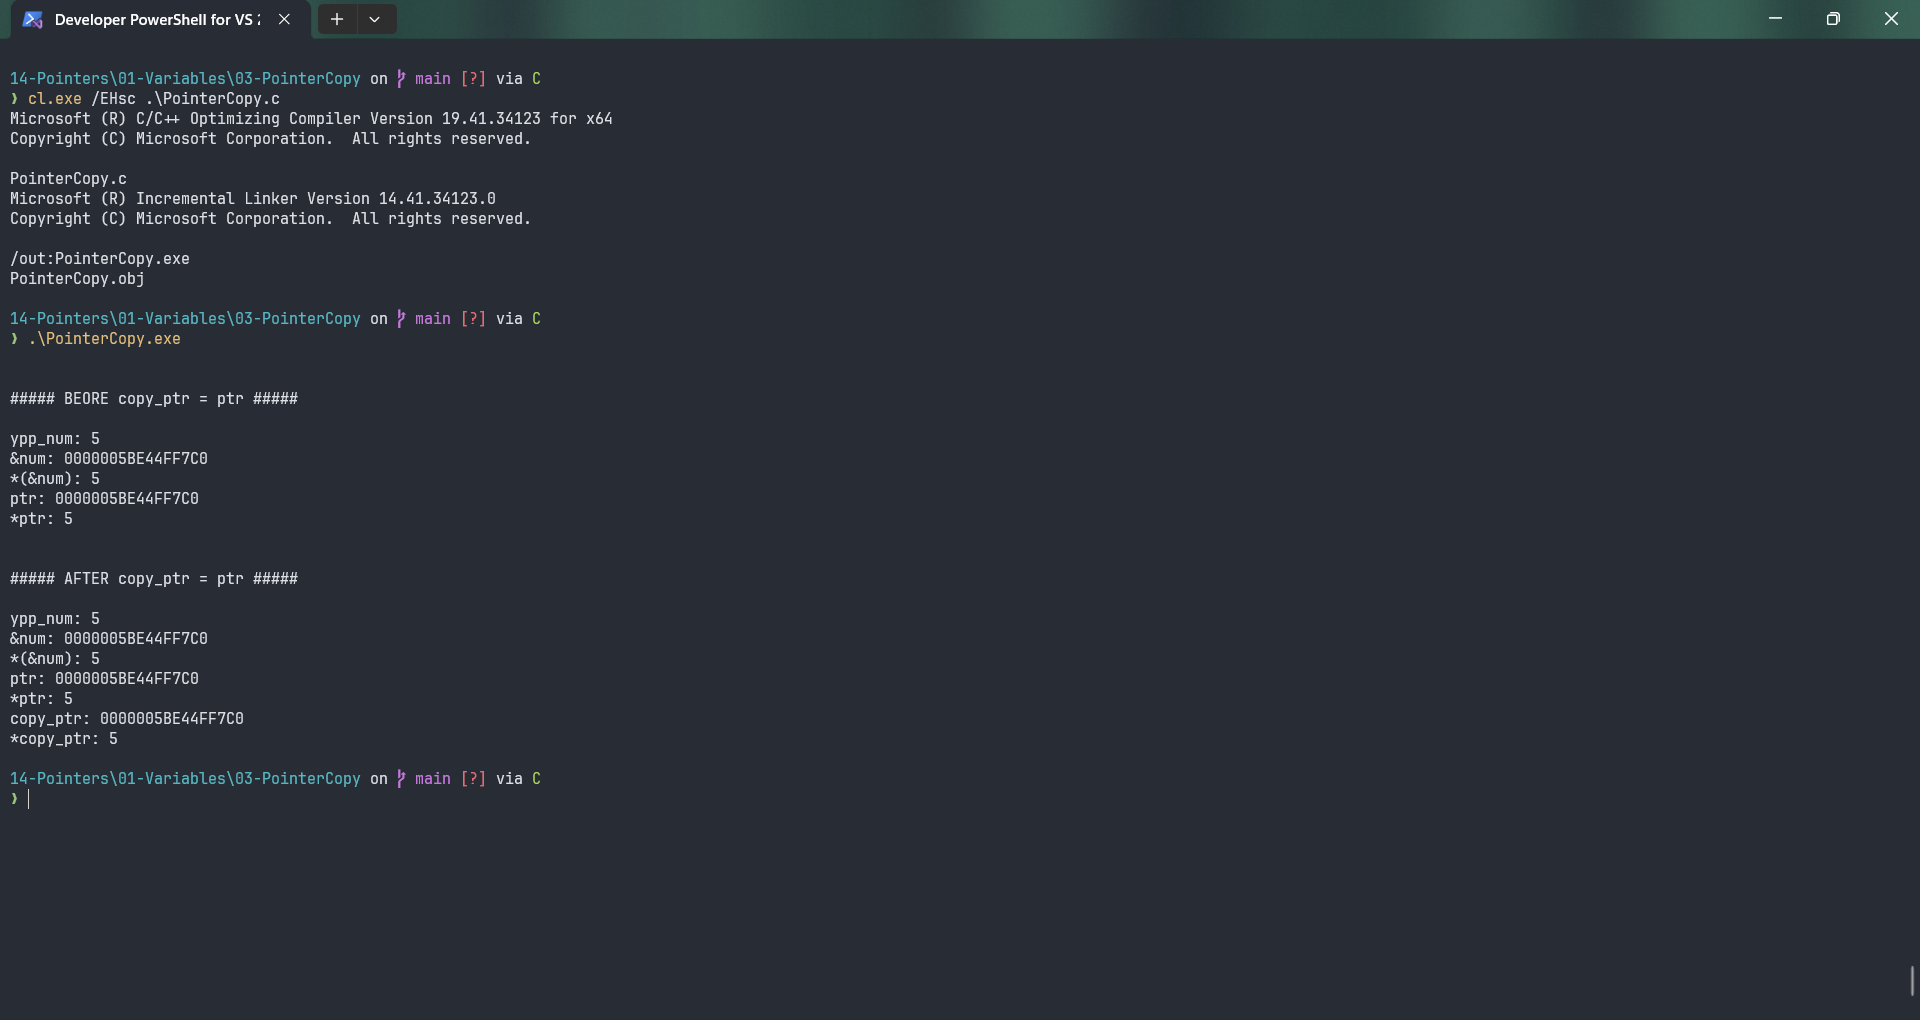 Developer PowerShell for VS 2
14-Pointers\01-Variables\03-PointerCopy on main [?] via C
❯ cl.exe /EHsc .\PointerCopy.c
Microsoft (R) C/C++ Optimizing Compiler Version 19.41.34123 for x64
Copyright (C) Microsoft Corporation.  All rights reserved.
PointerCopy.c
Microsoft (R) Incremental Linker Version 14.41.34123.0
Copyright (C) Microsoft Corporation.  All rights reserved.
/out:PointerCopy.exe
PointerCopy.obj
14-Pointers\01-Variables\03-PointerCopy on main [?] via C
❯ .\PointerCopy.exe
##### BEORE copy_ptr = ptr #####
ypp_num: 5
&num: 0000005BE44FF7C0
*(&num): 5
ptr: 0000005BE44FF7C0
*ptr: 5
##### AFTER copy_ptr = ptr #####
ypp_num: 5
&num: 0000005BE44FF7C0
*(&num): 5
ptr: 0000005BE44FF7C0
*ptr: 5
copy_ptr: 0000005BE44FF7C0
*copy_ptr: 5
14-Pointers\01-Variables\03-PointerCopy on main [?] via C
❯